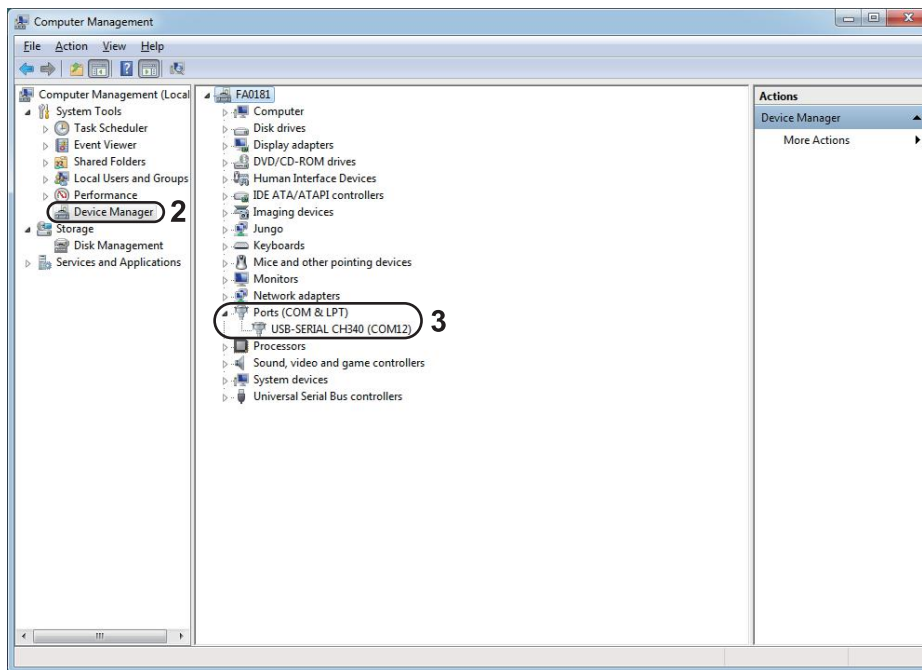 Computer Management
File Action View Help
Computer Management (Local
System Tools
Task Scheduler
Event Viewer
Shared Folders
Local Users and Groups
Performance
Device Manager
2
Storage
Disk Management
Services and Applications
FA0181
Computer
Disk drives
Display adapters
DVD/CD-ROM drives
Human Interface Devices
IDE ATA/ATAPI controllers
Imaging devices
Jungo
Keyboards
Mice and other pointing devices
Monitors
Network adapters
Ports (COM & LPT)
USB-SERIAL CH340 (COM12)
3
Processors
Sound, video and game controllers
System devices
Universal Serial Bus controllers
Actions
Device Manager
More Actions